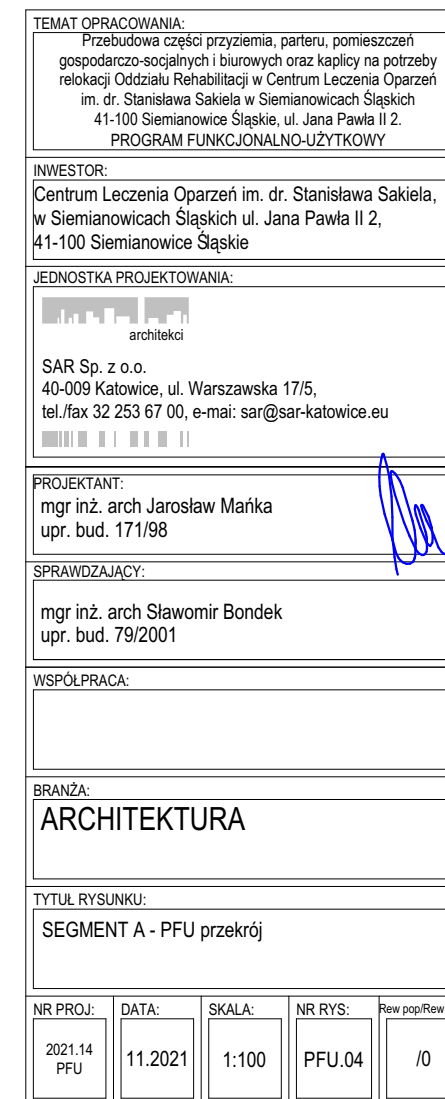 TEMAT OPRACOWANIA:
Przebudowa części przyziemia, parteru, pomieszczeń
gospodarczo-socjalnych i biurowych oraz kaplicy na potrzeby
relokacji Oddziału Rehabilitacji w Centrum Leczenia Oparzeń
im. dr. Stanisława Sakiela w Siemianowicach Śląskich
41-100 Siemianowice Śląskie, ul. Jana Pawła II 2.
PROGRAM FUNKCJONALNO-UŻYTKOWY
INWESTOR:
Centrum Leczenia Oparzeń im. dr. Stanisława Sakiela,
w Siemianowicach Śląskich ul. Jana Pawła II 2,
41-100 Siemianowice Śląskie
JEDNOSTKA PROJEKTOWANIA:
architekci
SAR Sp. z o.o.
40-009 Katowice, ul. Warszawska 17/5,
tel./fax 32 253 67 00, e-mai: sar@sar-katowice.eu
PROJEKTANT:
mgr inż. arch Jarosław Mańka
upr. bud. 171/98
SPRAWDZAJĄCY:
mgr inż. arch Sławomir Bondek
upr. bud. 79/2001
WSPÓŁPRACA:
BRANŻA:
ARCHITEKTURA
TYTUŁ RYSUNKU:
SEGMENT A - PFU przekrój
NR PROJ: DATA: SKALA: NR RYS: Rew pop/Rew
2021.14
PFU
11.2021 1:100 PFU.04 /0